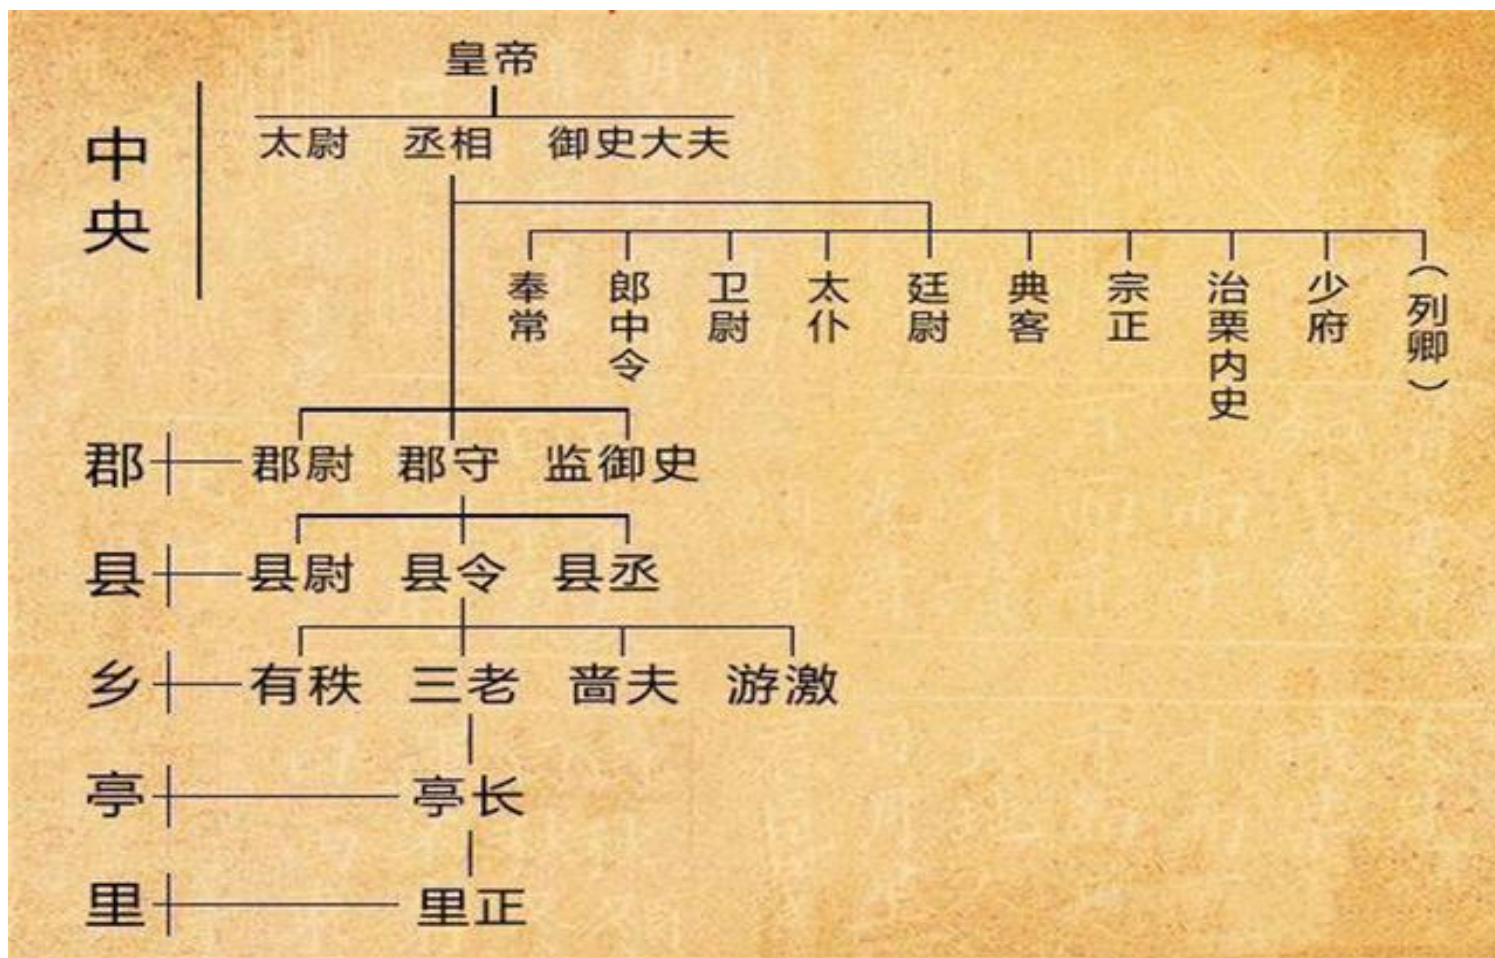 皇帝
中央
太尉 丞相 御史大夫
奉常 郎中令 卫尉 太仆 廷尉 典客 宗正 治栗内史 少府 （列卿）
郡 郡尉 郡守 监御史
县 县尉 县令 县丞
乡 有秩 三老 啬夫 游激
亭 亭长
里 里正